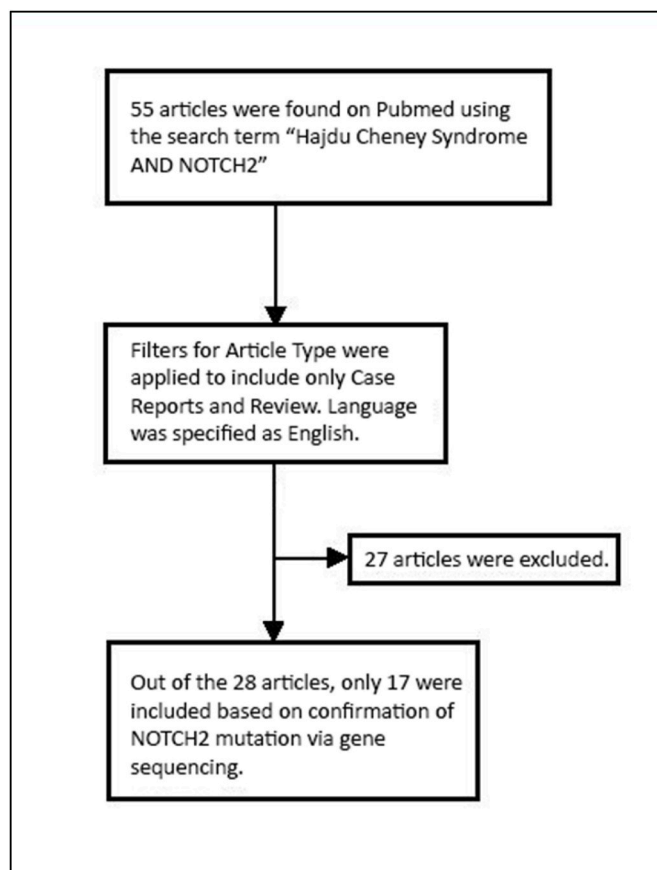 55 articles were found on Pubmed using
the search term “Hajdu Cheney Syndrome
AND NOTCH2”
Filters for Article Type were
applied to include only Case
Reports and Review. Language
was specified as English.
27 articles were excluded.
Out of the 28 articles, only 17 were
included based on confirmation of
NOTCH2 mutation via gene
sequencing.